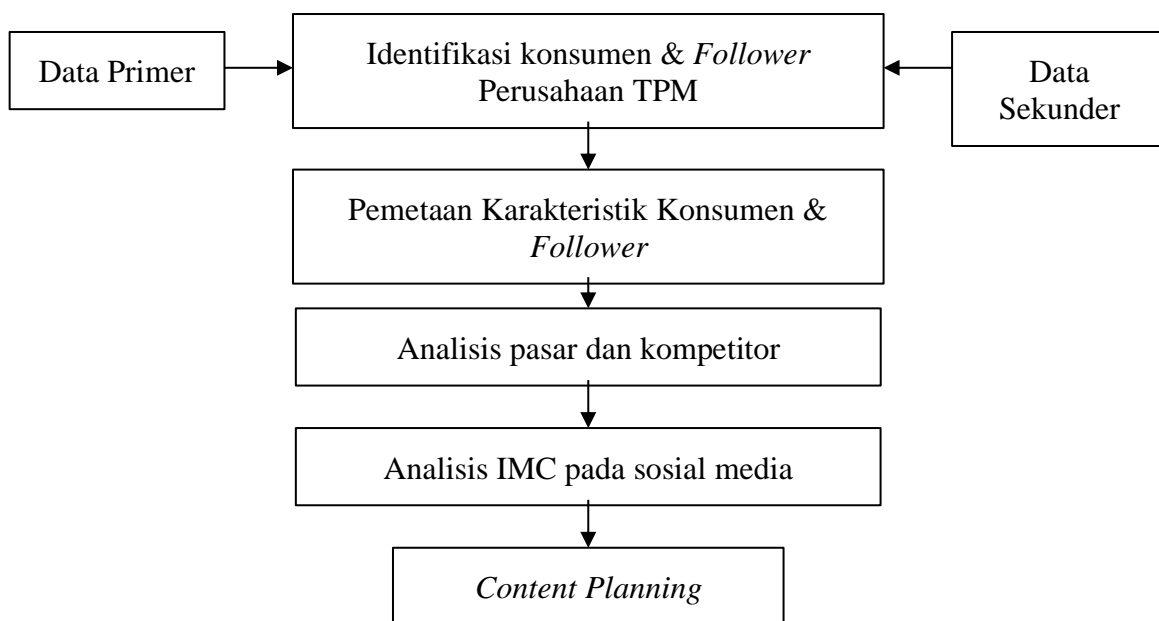 Data Primer
Identifikasi konsumen & Follower
Perusahaan TPM
Data
Sekunder
Pemetaan Karakteristik Konsumen &
Follower
Analisis pasar dan kompetitor
Analisis IMC pada sosial media
Content Planning